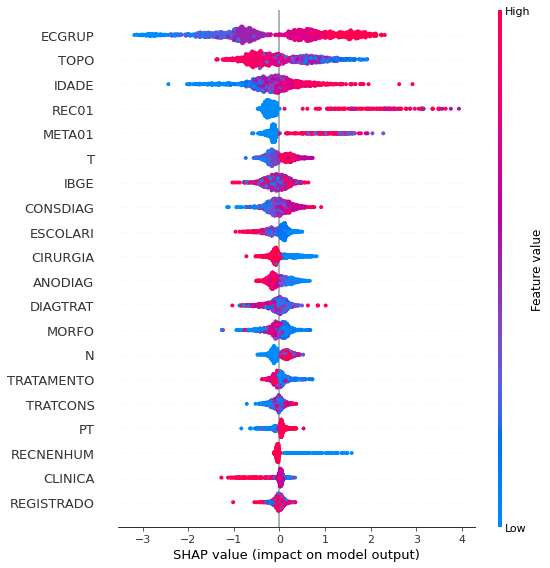 High
ECGRUP
TOPO
IDADE
REC01
META01
T
IBGE
CONSDIAG
ESCOLARI
CIRURGIA
ANODIAG
DIAGTRAT
MORFO
N
TRATAMENTO
TRATCONS
PT
RECNENHUM
CLINICA
REGISTRADO
Feature value
Low
−3 −2 −1 0 1 2 3 4
SHAP value (impact on model output)